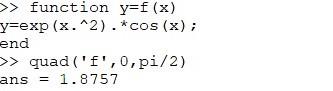 >> function y=f(x)
y=exp(x.^2).*cos(x);
end
>> quad('f',0,pi/2)
ans = 1.8757